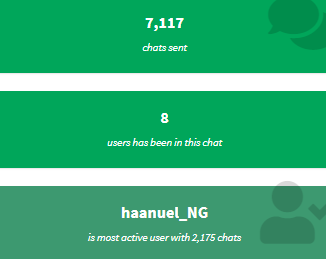 7,117
chats sent
8
users has been in this chat
haanuel_NG
is most active user with 2,175 chats